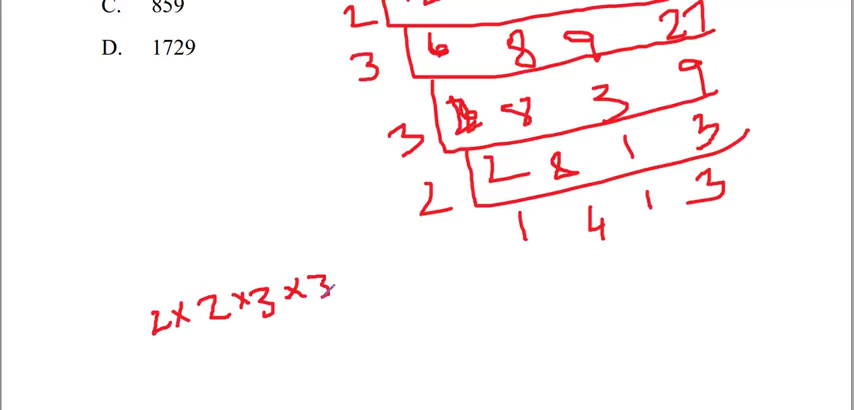 C. 859
D. 1729
2
3 6 8 9 27
3 8 3 9
2 2 8 1 3
1 4 1 3
2 × 2 × 3 × 3